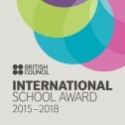 BRITISH
COUNCIL
INTERNATIONAL
SCHOOL AWARD
2015–2018